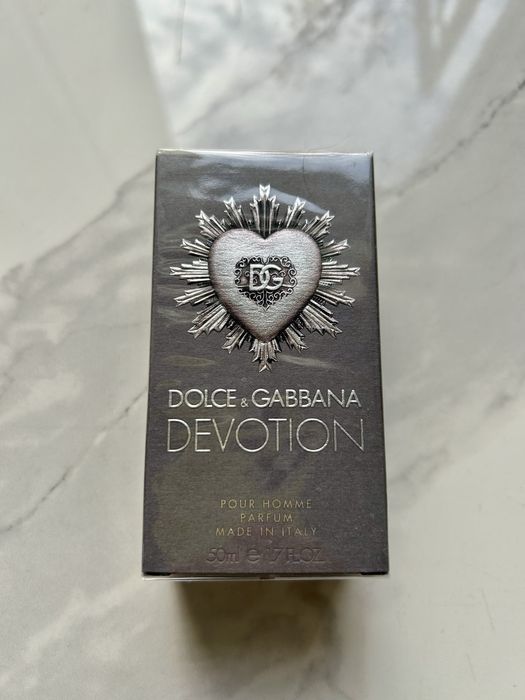 DG
DOLCE & GABBANA
DEVOTION
POUR HOMME
PARFUM
MADE IN ITALY
50ml e 1.7 FL.OZ.